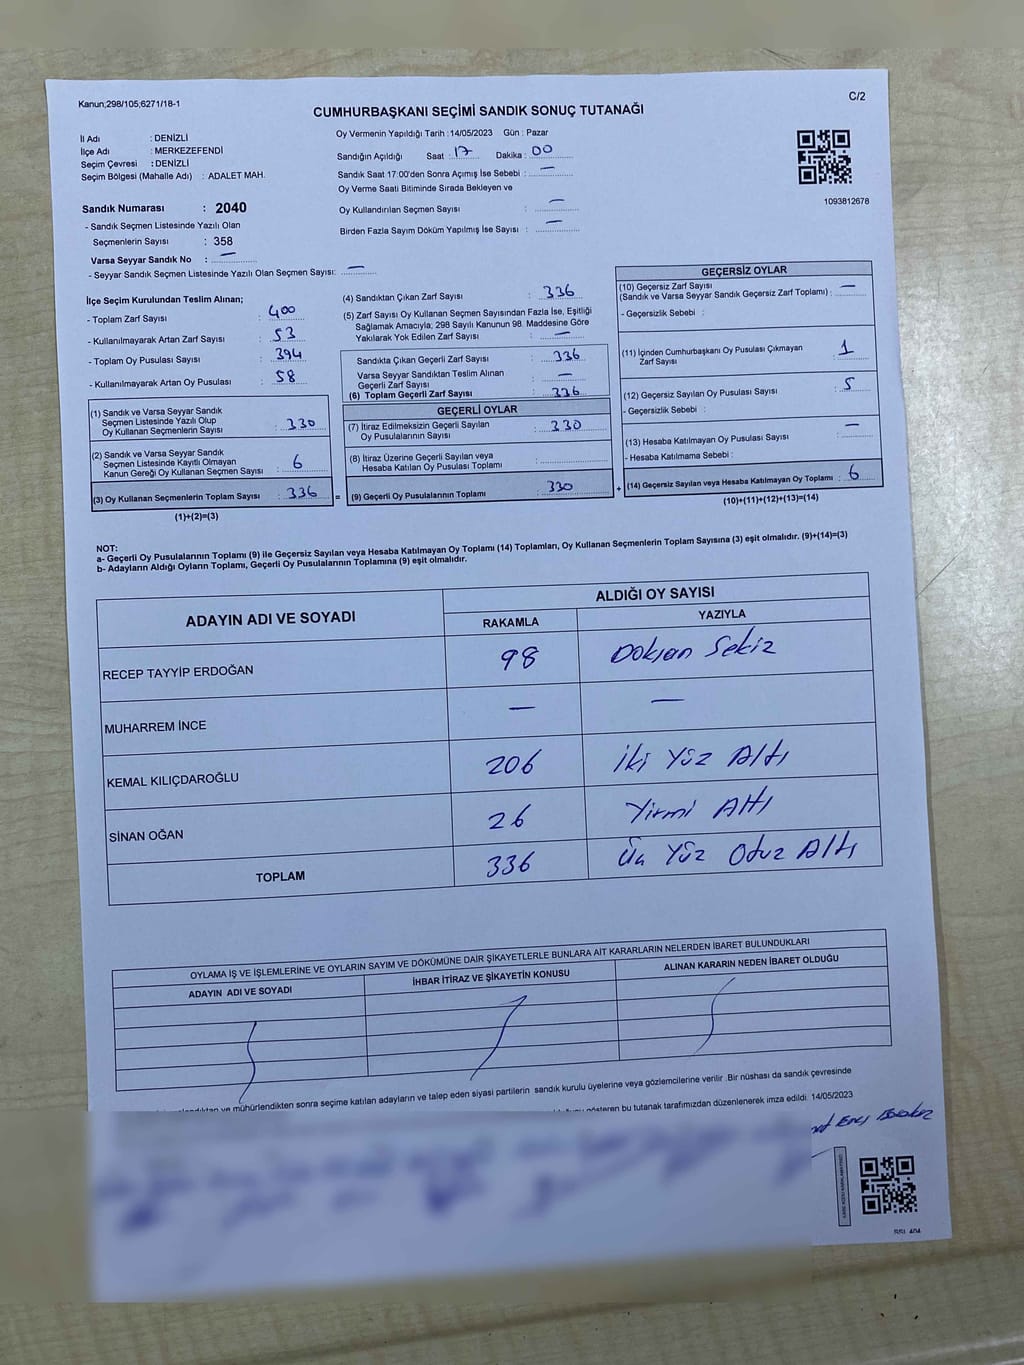 Kanun;298/105;6271/18-1
C/2
CUMHURBAŞKANI SEÇİMİ SANDIK SONUÇ TUTANAĞI
İl Adı : DENİZLİ
İlçe Adı : MERKEZEFENDİ
Seçim Çevresi : DENİZLİ
Seçim Bölgesi (Mahalle Adı) : ADALET MAH.
Oy Vermenin Yapıldığı Tarih : 14/05/2023 Gün : Pazar
Sandığın Açıldığı Saat : 17 Dakika : 00
Sandık Saat 17:00'den Sonra Açımış İse Sebebi : —
Oy Verme Saati Bitiminde Sırada Bekleyen ve
Oy Kullandırılan Seçmen Sayısı : —
Birden Fazla Sayım Döküm Yapılmış İse Sayısı : —
1093812678
Sandık Numarası : 2040
- Sandık Seçmen Listesinde Yazılı Olan
Seçmenlerin Sayısı : 358
Varsa Seyyar Sandık No : —
- Seyyar Sandık Seçmen Listesinde Yazılı Olan Seçmen Sayısı: —
İlçe Seçim Kurulundan Teslim Alınan;
- Toplam Zarf Sayısı : 400
- Kullanılmayarak Artan Zarf Sayısı : 53
- Toplam Oy Pusulası Sayısı : 394
- Kullanılmayarak Artan Oy Pusulası : 58
(1) Sandık ve Varsa Seyyar Sandık
Seçmen Listesinde Yazılı Olup
Oy Kullanan Seçmenlerin Sayısı : 330
(2) Sandık ve Varsa Seyyar Sandık
Seçmen Listesinde Kayıtlı Olmayan
Kanun Gereği Oy Kullanan Seçmen Sayısı : 6
(3) Oy Kullanan Seçmenlerin Toplam Sayısı : 336 =
(1)+(2)=(3)
(4) Sandıktan Çıkan Zarf Sayısı : 336
(5) Zarf Sayısı Oy Kullanan Seçmen Sayısından Fazla İse, Eşitliği
Sağlamak Amacıyla; 298 Sayılı Kanunun 98. Maddesine Göre
Yakılarak Yok Edilen Zarf Sayısı : —
Sandıkta Çıkan Geçerli Zarf Sayısı : 336
Varsa Seyyar Sandıktan Teslim Alınan
Geçerli Zarf Sayısı : —
(6) Toplam Geçerli Zarf Sayısı : 336
GEÇERLİ OYLAR
(7) İtiraz Edilmeksizin Geçerli Sayılan
Oy Pusulalarının Sayısı : 330
(8) İtiraz Üzerine Geçerli Sayılan veya
Hesaba Katılan Oy Pusulası Toplamı :
(9) Geçerli Oy Pusulalarının Toplamı : 330 +
GEÇERSİZ OYLAR
(10) Geçersiz Zarf Sayısı
(Sandık ve Varsa Seyyar Sandık Geçersiz Zarf Toplamı) : —
- Geçersizlik Sebebi :
(11) İçinden Cumhurbaşkanı Oy Pusulası Çıkmayan
Zarf Sayısı : 1
(12) Geçersiz Sayılan Oy Pusulası Sayısı : 5
- Geçersizlik Sebebi :
(13) Hesaba Katılmayan Oy Pusulası Sayısı : —
- Hesaba Katılmama Sebebi :
(14) Geçersiz Sayılan veya Hesaba Katılmayan Oy Toplamı : 6
(10)+(11)+(12)+(13)=(14)
NOT:
a- Geçerli Oy Pusulalarının Toplamı (9) ile Geçersiz Sayılan veya Hesaba Katılmayan Oy Toplamı (14) Toplamları, Oy Kullanan Seçmenlerin Toplam Sayısına (3) eşit olmalıdır. (9)+(14)=(3)
b- Adayların Aldığı Oyların Toplamı, Geçerli Oy Pusulalarının Toplamına (9) eşit olmalıdır.
ADAYIN ADI VE SOYADI ALDIĞI OY SAYISI
RAKAMLA YAZIYLA
RECEP TAYYİP ERDOĞAN 98 Doksan Sekiz
MUHARREM İNCE — —
KEMAL KILIÇDAROĞLU 206 İki Yüz Altı
SİNAN OĞAN 26 Yirmi Altı
TOPLAM 336 Üç Yüz Otuz Altı
OYLAMA İŞ VE İŞLEMLERİNE VE OYLARIN SAYIM VE DÖKÜMÜNE DAİR ŞİKAYETLERLE BUNLARA AİT KARARLARIN NELERDEN İBARET BULUNDUKLARI
ADAYIN ADI VE SOYADI İHBAR İTİRAZ VE ŞİKAYETİN KONUSU ALINAN KARARIN NEDEN İBARET OLDUĞU
ve mühürlendikten sonra seçime katılan adayların ve talep eden siyasi partilerin sandık kurulu üyelerine veya gözlemcilerine verilir .Bir nüshası da sandık çevresinde
gösteren bu tutanak tarafımızdan düzenlenerek imza edildi. 14/05/2023